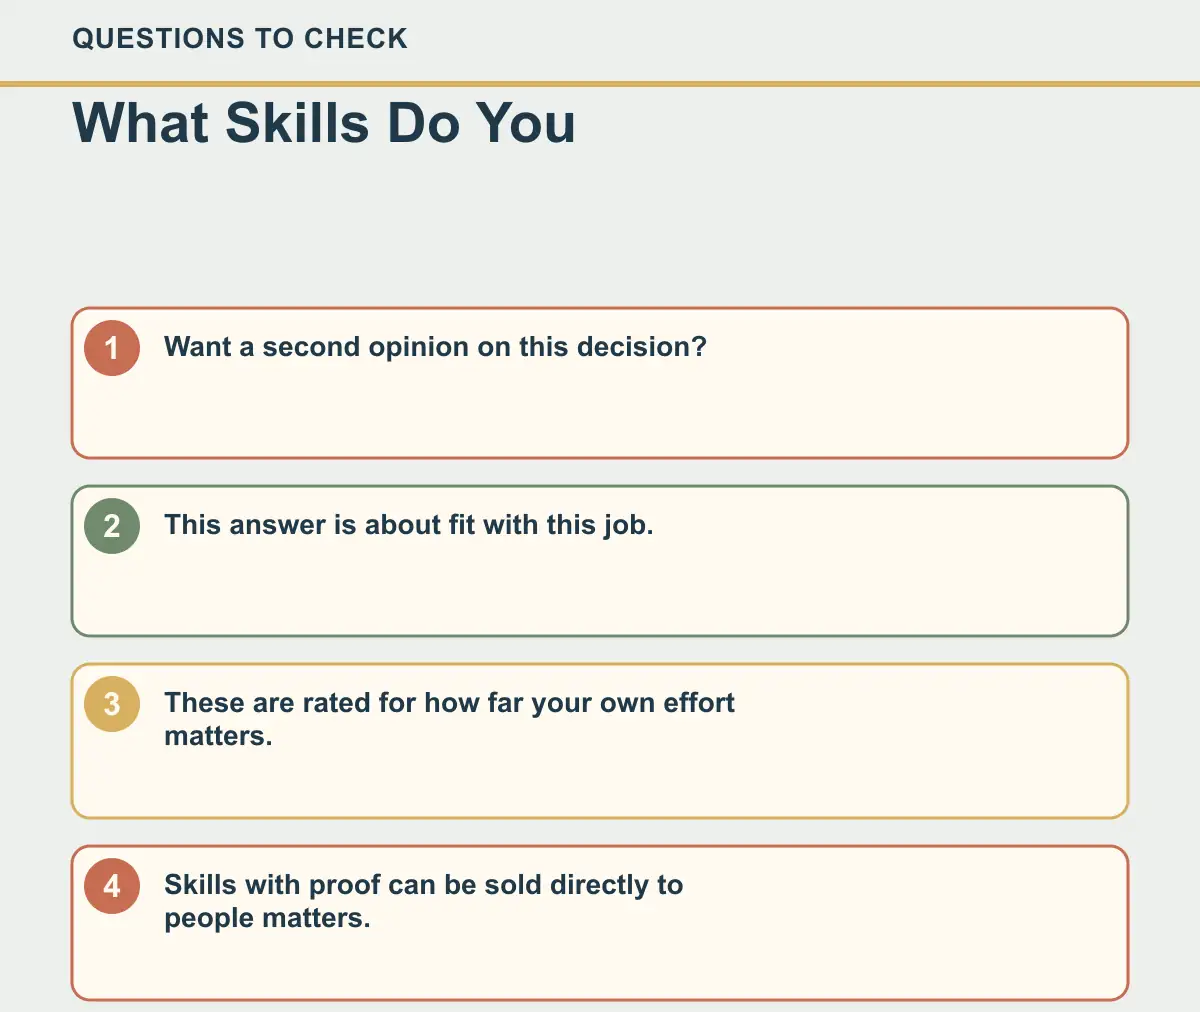 QUESTIONS TO CHECK
What Skills Do You
1
Want a second opinion on this decision?
2
This answer is about fit with this job.
3
These are rated for how far your own effort
matters.
4
Skills with proof can be sold directly to
people matters.